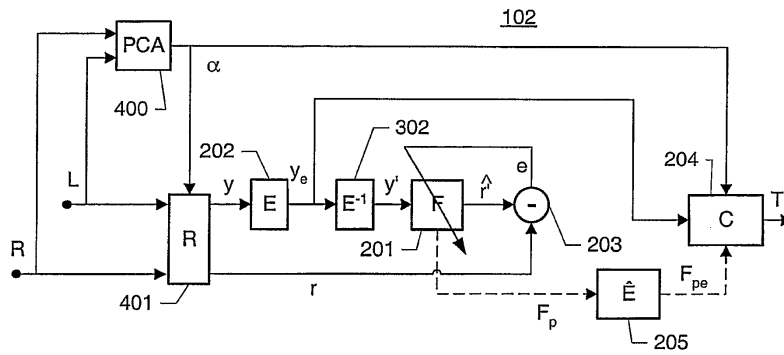 102
PCA
α
400
302
202
e
204
L
y
E
yₑ
E⁻¹
y'
F
r̂'
-
C
T
R
R
201
203
r
401
Fₚ
Ê
Fₚₑ
205